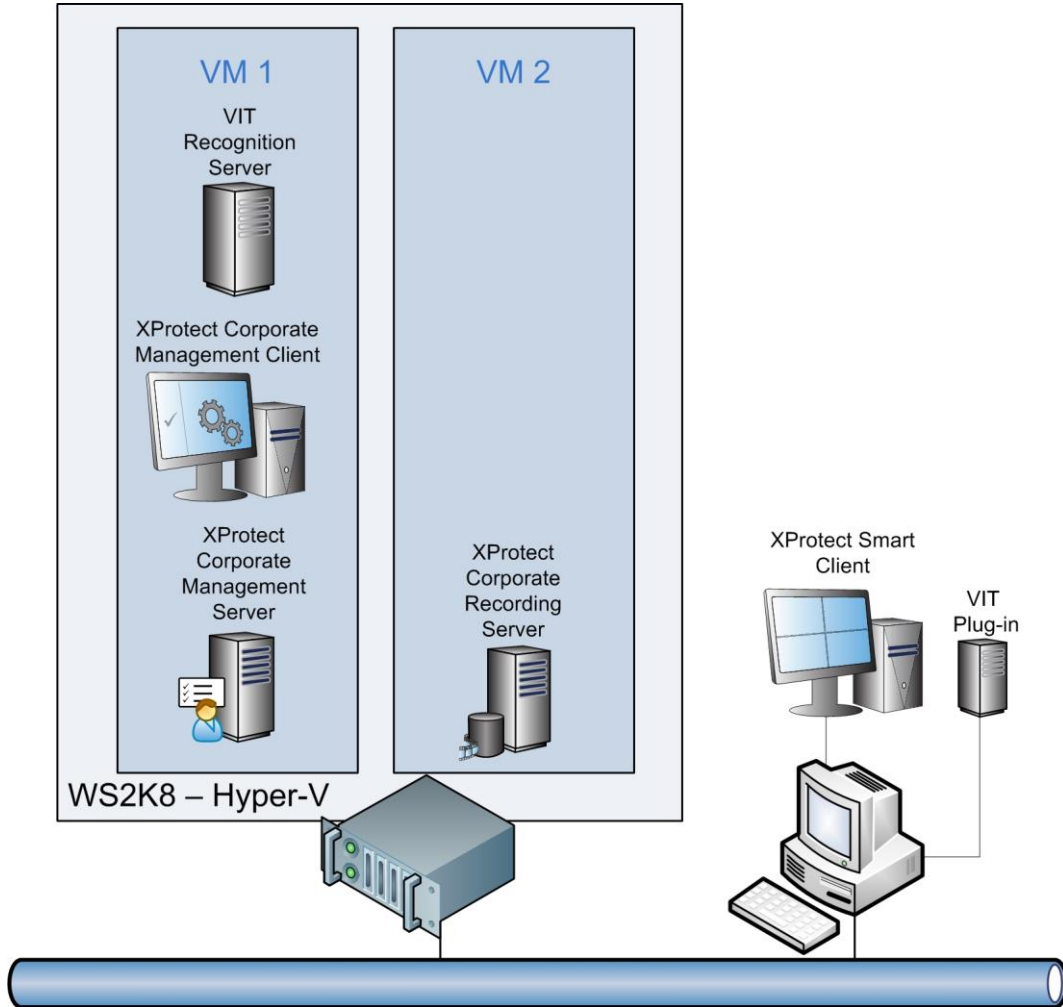 VM 1
VIT
Recognition
Server
XProtect Corporate
Management Client
XProtect
Corporate
Management
Server
VM 2
XProtect
Corporate
Recording
Server
WS2K8 – Hyper-V
XProtect Smart
Client
VIT
Plug-in